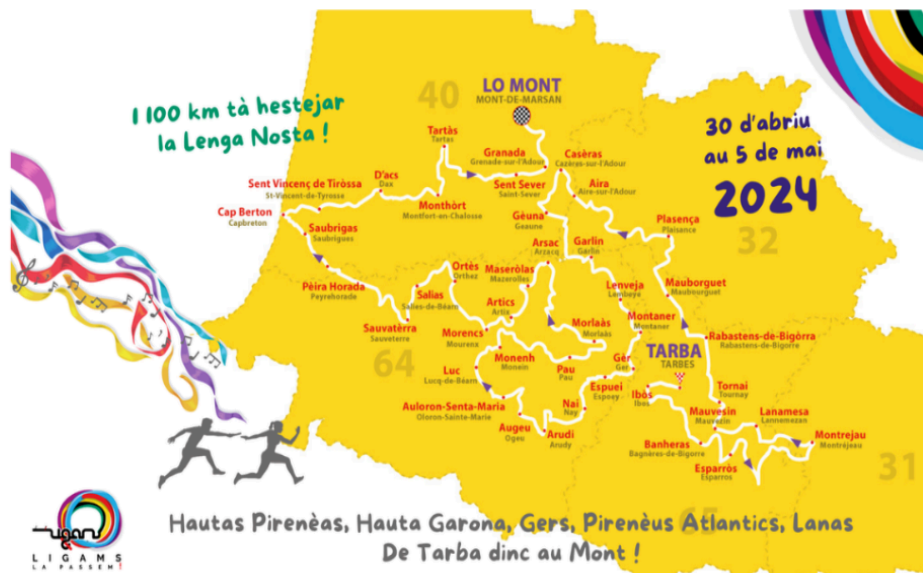 1 100 km tà hestejar
la Lenga Nosta !
40
LO MONT
MONT-DE-MARSAN
30 d'abriu
au 5 de mai
2024
Tartàs
Tartas
Granada
Grenade-sur-l'Adour
Casèras
Cazères-sur-l'Adour
D'acs
Dax
Sent Vincenç de Tiròssa
St-Vincent-de-Tyrosse
Sent Sever
Saint-Sever
Aira
Aire-sur-l'Adour
Monthòrt
Montfort-en-Chalosse
Cap Berton
Capbreton
Gèuna
Geaune
Plasença
Plaisance
32
Saubrigas
Saubrigues
Arsac
Arzacq
Garlin
Garlin
Ortès
Orthez
Maseròlas
Mazerolles
Pèira Horada
Peyrehorade
Salias
Salies-de-Béarn
Lenveja
Lembeye
Mauborguet
Maubourguet
Artics
Artix
Montaner
Montaner
Sauvatèrra
Sauveterre
Morencs
Mourenx
Morlaàs
Morlaàs
Rabastens-de-Bigòrra
Rabastens-de-Bigorre
TARBA
TARBES
64
Monenh
Monein
Pau
Pau
Gèr
Ger
Luc
Lucq-de-Béarn
Espuei
Espoey
Ibòs
Ibos
Tornai
Tournay
Auloron-Senta-Maria
Oloron-Sainte-Marie
Nai
Nay
Mauvesin
Mauvezin
Lanamesa
Lannemezan
Augeu
Ogeu
Arudi
Arudy
Banheras
Bagnères-de-Bigorre
Montrejau
Montréjeau
Esparròs
Esparros
31
65
Hautas Pirenèas, Hauta Garona, Gers, Pirenèus Atlantics, Lanas
De Tarba dinc au Mont !
Ligams
LIGAMS
LA PASSEM !